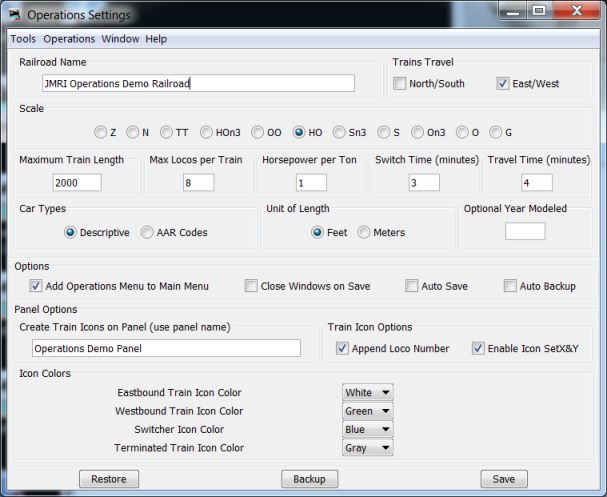 Operations Settings
Tools Operations Window Help
Railroad Name Trains Travel
JMRI Operations Demo Railroad North/South East/West
Scale
Z N TT HOn3 OO HO Sn3 S On3 O G
Maximum Train Length Max Locos per Train Horsepower per Ton Switch Time (minutes) Travel Time (minutes)
2000 8 1 3 4
Car Types Unit of Length Optional Year Modeled
Descriptive AAR Codes Feet Meters
Options
Add Operations Menu to Main Menu Close Windows on Save Auto Save Auto Backup
Panel Options
Create Train Icons on Panel (use panel name) Train Icon Options
Operations Demo Panel Append Loco Number Enable Icon SetX&Y
Icon Colors
Eastbound Train Icon Color White
Westbound Train Icon Color Green
Switcher Icon Color Blue
Terminated Train Icon Color Gray
Restore Backup Save